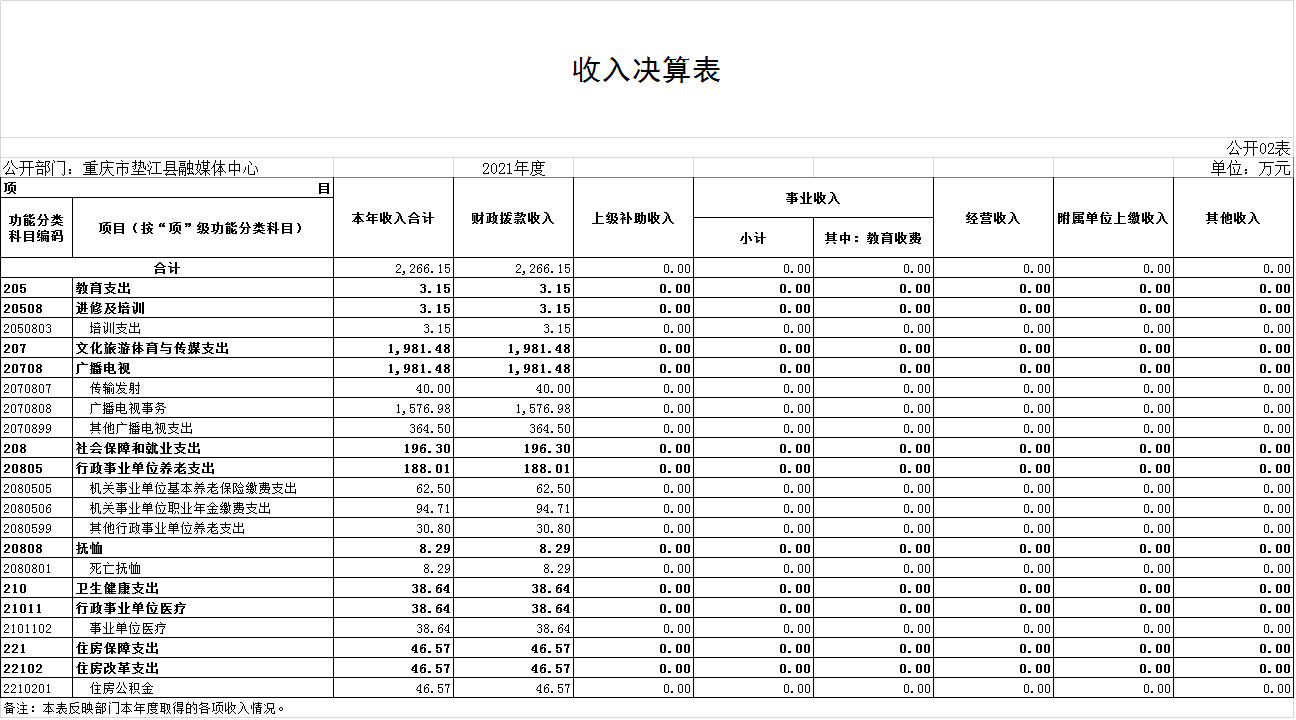 收入决算表
公开02表
公开部门：重庆市垫江县融媒体中心 2021年度 单位：万元
项 目 本年收入合计 财政拨款收入 上级补助收入 事业收入 经营收入 附属单位上缴收入 其他收入
功能分类科目编码 项目（按“项”级功能分类科目） 小计 其中：教育收费
合计 2,266.15 2,266.15 0.00 0.00 0.00 0.00 0.00 0.00
205 教育支出 3.15 3.15 0.00 0.00 0.00 0.00 0.00 0.00
20508 进修及培训 3.15 3.15 0.00 0.00 0.00 0.00 0.00 0.00
2050803 培训支出 3.15 3.15 0.00 0.00 0.00 0.00 0.00 0.00
207 文化旅游体育与传媒支出 1,981.48 1,981.48 0.00 0.00 0.00 0.00 0.00 0.00
20708 广播电视 1,981.48 1,981.48 0.00 0.00 0.00 0.00 0.00 0.00
2070807 传输发射 40.00 40.00 0.00 0.00 0.00 0.00 0.00 0.00
2070808 广播电视事务 1,576.98 1,576.98 0.00 0.00 0.00 0.00 0.00 0.00
2070899 其他广播电视支出 364.50 364.50 0.00 0.00 0.00 0.00 0.00 0.00
208 社会保障和就业支出 196.30 196.30 0.00 0.00 0.00 0.00 0.00 0.00
20805 行政事业单位养老支出 188.01 188.01 0.00 0.00 0.00 0.00 0.00 0.00
2080505 机关事业单位基本养老保险缴费支出 62.50 62.50 0.00 0.00 0.00 0.00 0.00 0.00
2080506 机关事业单位职业年金缴费支出 94.71 94.71 0.00 0.00 0.00 0.00 0.00 0.00
2080599 其他行政事业单位养老支出 30.80 30.80 0.00 0.00 0.00 0.00 0.00 0.00
20808 抚恤 8.29 8.29 0.00 0.00 0.00 0.00 0.00 0.00
2080801 死亡抚恤 8.29 8.29 0.00 0.00 0.00 0.00 0.00 0.00
210 卫生健康支出 38.64 38.64 0.00 0.00 0.00 0.00 0.00 0.00
21011 行政事业单位医疗 38.64 38.64 0.00 0.00 0.00 0.00 0.00 0.00
2101102 事业单位医疗 38.64 38.64 0.00 0.00 0.00 0.00 0.00 0.00
221 住房保障支出 46.57 46.57 0.00 0.00 0.00 0.00 0.00 0.00
22102 住房改革支出 46.57 46.57 0.00 0.00 0.00 0.00 0.00 0.00
2210201 住房公积金 46.57 46.57 0.00 0.00 0.00 0.00 0.00 0.00
备注：本表反映部门本年度取得的各项收入情况。